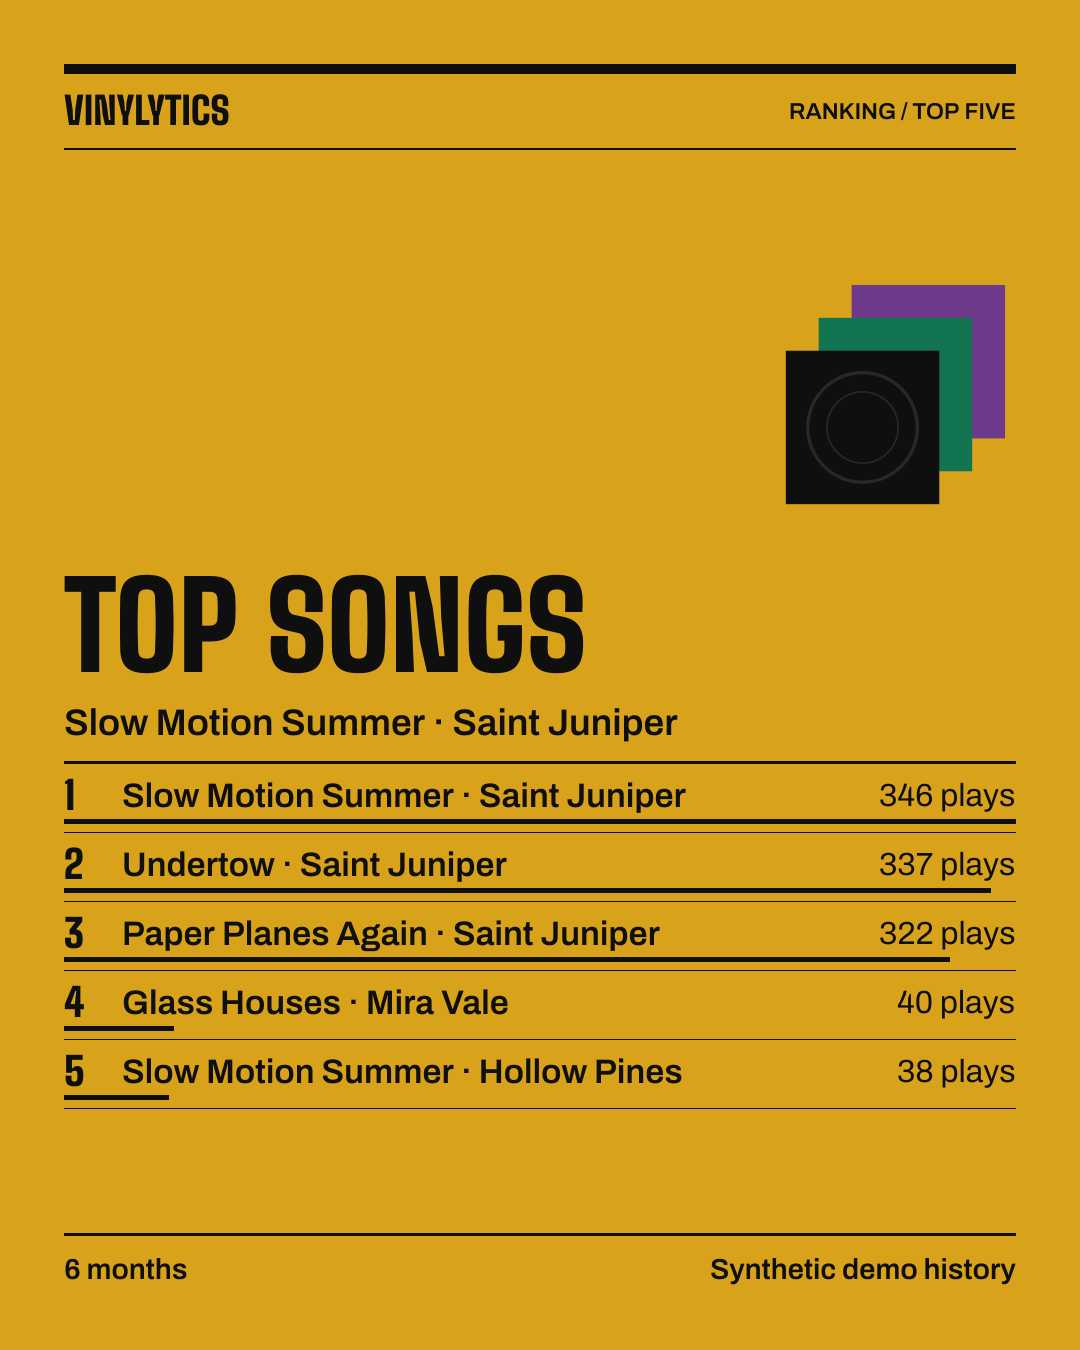 VINYLYTICS
RANKING / TOP FIVE
TOP SONGS
Slow Motion Summer · Saint Juniper
1 Slow Motion Summer · Saint Juniper 346 plays
2 Undertow · Saint Juniper 337 plays
3 Paper Planes Again · Saint Juniper 322 plays
4 Glass Houses · Mira Vale 40 plays
5 Slow Motion Summer · Hollow Pines 38 plays
6 months
Synthetic demo history